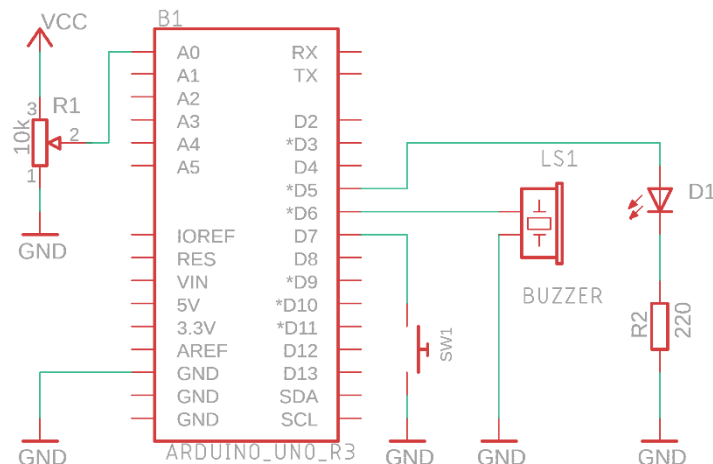 VCC
B1
3
R1
10k
2
1
GND
A0
A1
A2
A3
A4
A5
IOREF
RES
VIN
5V
3.3V
AREF
GND
GND
GND
RX
TX
D2
*D3
D4
*D5
*D6
D7
D8
*D9
*D10
*D11
D12
D13
SDA
SCL
ARDUINO_UNO_R3
GND
SW1
GND
LS1
BUZZER
GND
D1
R2
220
GND